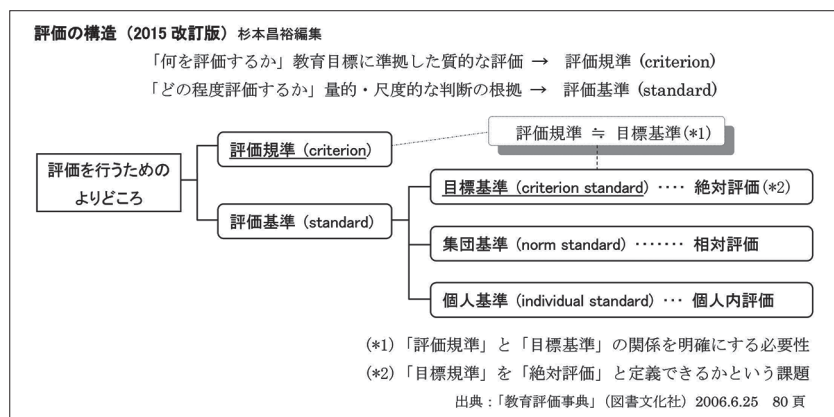 評価の構造（2015 改訂版）杉本昌裕編集
「何を評価するか」教育目標に準拠した質的な評価 → 評価規準 (criterion)
「どの程度評価するか」量的・尺度的な判断の根拠 → 評価基準 (standard)
評価規準 ≒ 目標基準(*1)
評価規準 (criterion)
評価を行うための
よりどころ
目標基準 (criterion standard) ‥‥ 絶対評価(*2)
評価基準 (standard)
集団基準 (norm standard) ‥‥‥‥ 相対評価
個人基準 (individual standard) ‥‥ 個人内評価
(*1)「評価規準」と「目標基準」の関係を明確にする必要性
(*2)「目標規準」を「絶対評価」と定義できるかという課題
出典：「教育評価事典」（図書文化社）2006.6.25 80 頁